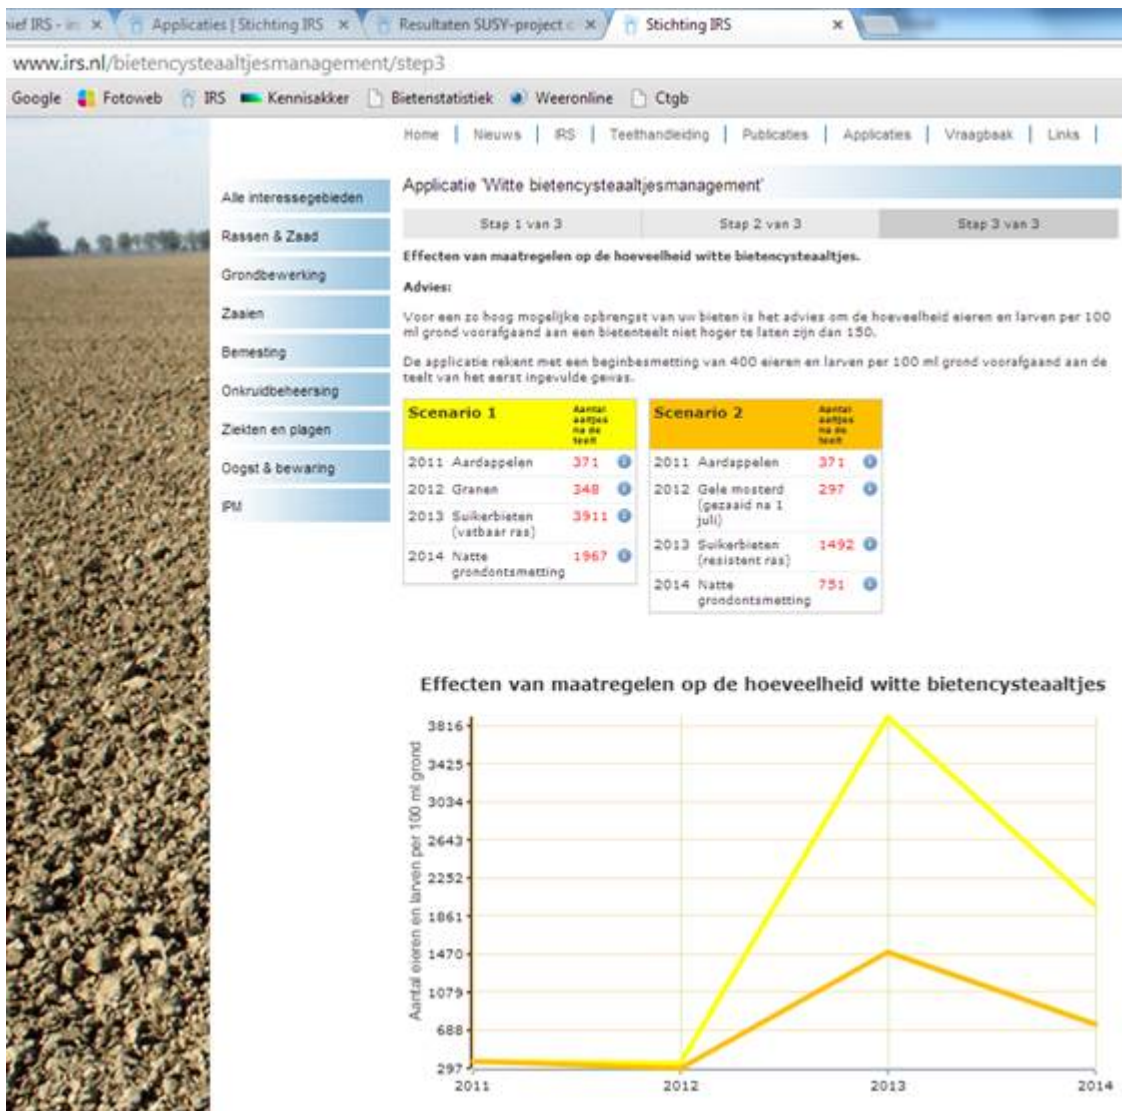 ief IRS - in
Applicaties | Stichting IRS
Resultaten SUSY-project
Stichting IRS
www.irs.nl/bietencysteaaltjesmanagement/step3
Google Fotoweb IRS Kennisakker Bietenstatistiek Weeronline Ctgb
Home | Nieuws | IRS | Teelthandleiding | Publicaties | Applicaties | Vraagbaak | Links |
Alle interessegebieden
Rassen & Zaad
Grondbewerking
Zaaien
Bemesting
Onkruidbeheersing
Ziekten en plagen
Oogst & bewaring
IPM
Applicatie 'Witte bietencysteaaltjesmanagement'
Stap 1 van 3 Stap 2 van 3 Stap 3 van 3
Effecten van maatregelen op de hoeveelheid witte bietencysteaaltjes.
Advies:
Voor een zo hoog mogelijke opbrengst van uw bieten is het advies om de hoeveelheid eieren en larven per 100
ml grond voorafgaand aan een bietenteelt niet hoger te laten zijn dan 150.
De applicatie rekent met een beginbesmetting van 400 eieren en larven per 100 ml grond voorafgaand aan de
teelt van het eerst ingevulde gewas.
Scenario 1
Aantal
aaltjes
na de
teelt
2011 Aardappelen 371
2012 Granen 348
2013 Suikerbieten 3911
(vatbaar ras)
2014 Natte 1967
grondontsmetting
Scenario 2
Aantal
aaltjes
na de
teelt
2011 Aardappelen 371
2012 Gele mosterd 297
(gezaaid na 1
juli)
2013 Suikerbieten 1492
(resistent ras)
2014 Natte 751
grondontsmetting
Effecten van maatregelen op de hoeveelheid witte bietencysteaaltjes
Aantal eieren en larven per 100 ml grond
3816
3425
3034
2643
2252
1861
1470
1079
688
297
2011 2012 2013 2014